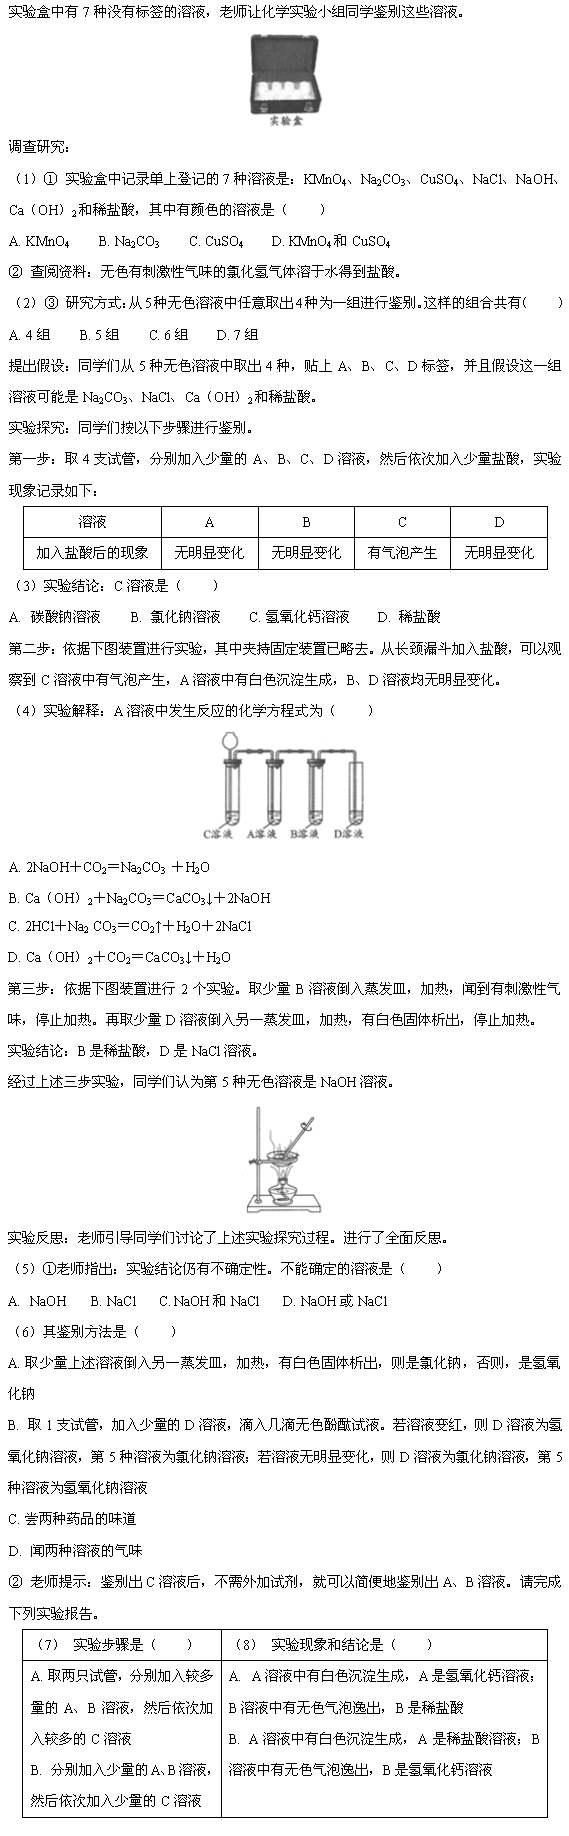 实验盒中有 7 种没有标签的溶液，老师让化学实验小组同学鉴别这些溶液。
实验盒
调查研究：
（1）① 实验盒中记录单上登记的 7 种溶液是：KMnO₄、Na₂CO₃、CuSO₄、NaCl、NaOH、
Ca（OH）₂和稀盐酸，其中有颜色的溶液是（　　）
A. KMnO₄　　B. Na₂CO₃　　C. CuSO₄　　D. KMnO₄和 CuSO₄
② 查阅资料：无色有刺激性气味的氯化氢气体溶于水得到盐酸。
（2）③ 研究方式：从 5 种无色溶液中任意取出 4 种为一组进行鉴别。这样的组合共有（　　）
A. 4 组　　B. 5 组　　C. 6 组　　D. 7 组
提出假设：同学们从 5 种无色溶液中取出 4 种，贴上 A、B、C、D 标签，并且假设这一组
溶液可能是 Na₂CO₃、NaCl、Ca（OH）₂和稀盐酸。
实验探究：同学们按以下步骤进行鉴别。
第一步：取 4 支试管，分别加入少量的 A、B、C、D 溶液，然后依次加入少量盐酸，实验
现象记录如下：
溶液　A　B　C　D
加入盐酸后的现象　无明显变化　无明显变化　有气泡产生　无明显变化
（3）实验结论：C 溶液是（　　）
A. 碳酸钠溶液　　B. 氯化钠溶液　　C. 氢氧化钙溶液　　D. 稀盐酸
第二步：依据下图装置进行实验，其中夹持固定装置已略去。从长颈漏斗加入盐酸，可以观
察到 C 溶液中有气泡产生，A 溶液中有白色沉淀生成，B、D 溶液均无明显变化。
（4）实验解释：A 溶液中发生反应的化学方程式为（　　）
C溶液　A溶液　B溶液　D溶液
A. 2NaOH＋CO₂＝Na₂CO₃ ＋H₂O
B. Ca（OH）₂＋Na₂CO₃＝CaCO₃↓＋2NaOH
C. 2HCl＋Na₂ CO₃＝CO₂↑＋H₂O＋2NaCl
D. Ca（OH）₂＋CO₂＝CaCO₃↓＋H₂O
第三步：依据下图装置进行 2 个实验。取少量 B 溶液倒入蒸发皿，加热，闻到有刺激性气
味，停止加热。再取少量 D 溶液倒入另一蒸发皿，加热，有白色固体析出，停止加热。
实验结论：B 是稀盐酸，D 是 NaCl 溶液。
经过上述三步实验，同学们认为第 5 种无色溶液是 NaOH 溶液。
实验反思：老师引导同学们讨论了上述实验探究过程。进行了全面反思。
（5）①老师指出：实验结论仍有不确定性。不能确定的溶液是（　　）
A. NaOH　　B. NaCl　　C. NaOH 和 NaCl　　D. NaOH 或 NaCl
（6）其鉴别方法是（　　）
A. 取少量上述溶液倒入另一蒸发皿，加热，有白色固体析出，则是氯化钠，否则，是氢氧
化钠
B. 取 1 支试管，加入少量的 D 溶液，滴入几滴无色酚酞试液。若溶液变红，则 D 溶液为氢
氧化钠溶液，第 5 种溶液为氯化钠溶液；若溶液无明显变化，则 D 溶液为氯化钠溶液，第 5
种溶液为氢氧化钠溶液
C. 尝两种药品的味道
D. 闻两种溶液的气味
② 老师提示：鉴别出 C 溶液后，不需外加试剂，就可以简便地鉴别出 A、B 溶液。请完成
下列实验报告。
（7） 实验步骤是（　　）
A. 取两只试管，分别加入较多
量的 A、B 溶液，然后依次加
入较多的 C 溶液
B. 分别加入少量的 A、B 溶液，
然后依次加入少量的 C 溶液
（8） 实验现象和结论是（　　）
A. A 溶液中有白色沉淀生成，A 是氢氧化钙溶液；
B 溶液中有无色气泡逸出，B 是稀盐酸
B. A 溶液中有白色沉淀生成，A 是稀盐酸溶液；B
溶液中有无色气泡逸出，B 是氢氧化钙溶液